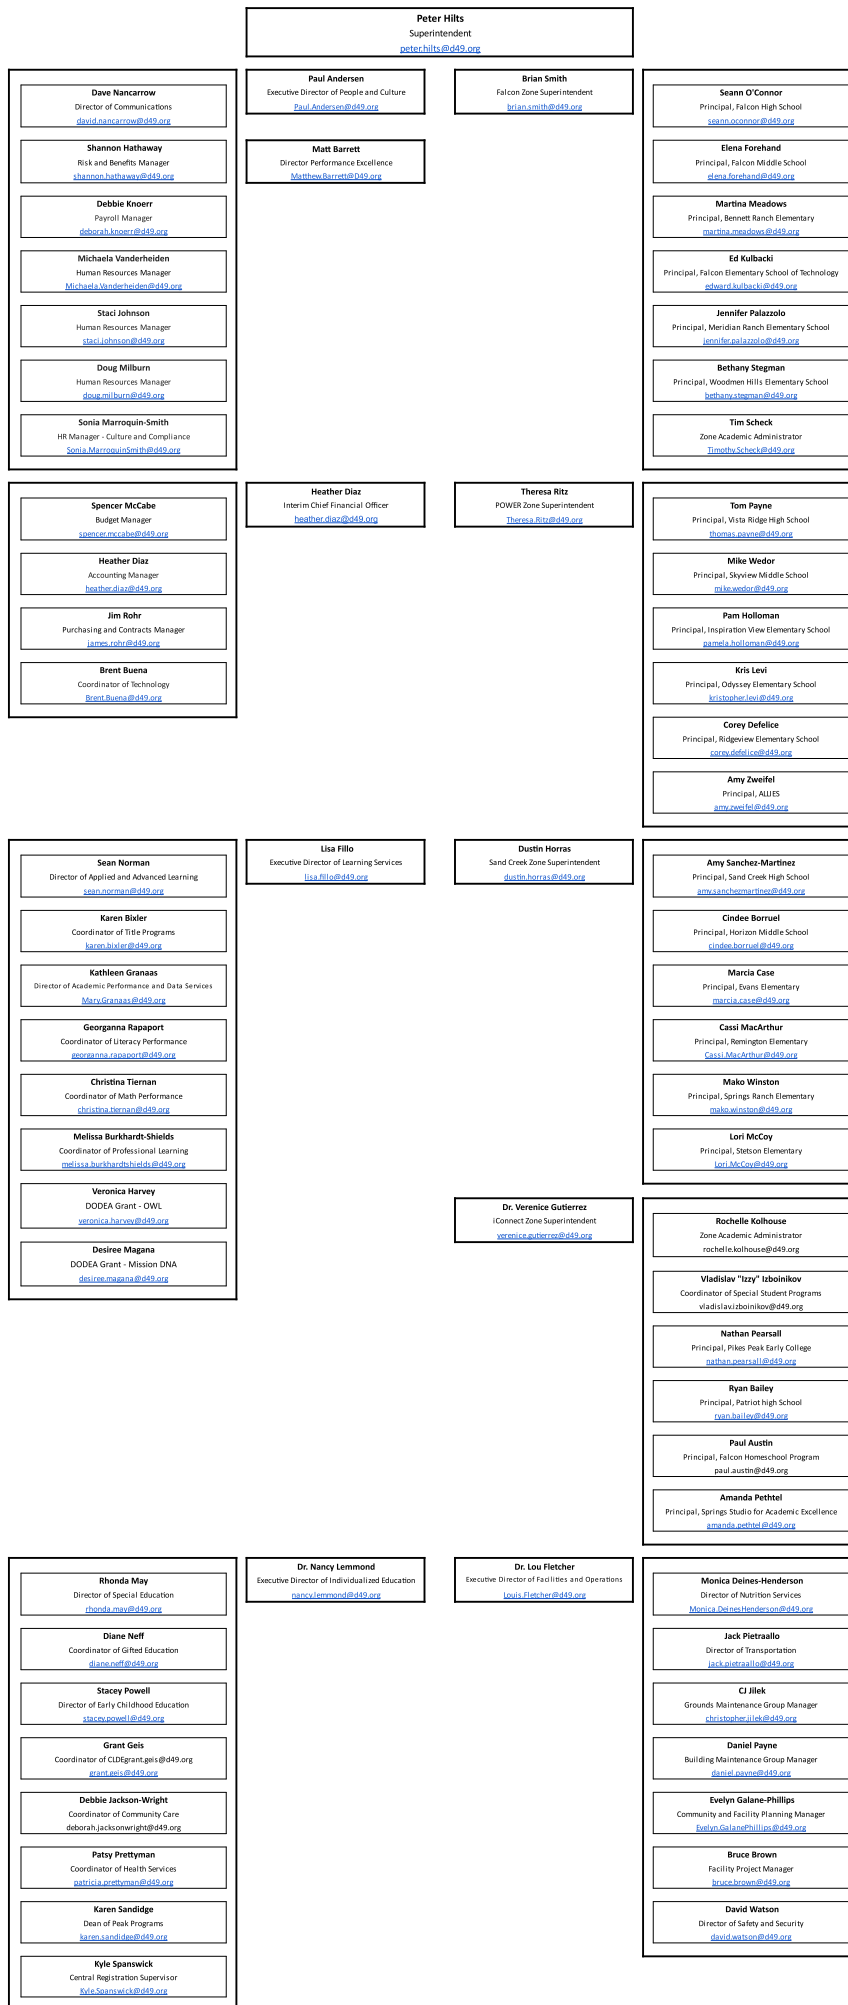 Peter Hilts
Superintendent
peter.hilts@d49.org
Dave Nancarrow
Director of Communications
david.nancarrow@d49.org
Shannon Hathaway
Risk and Benefits Manager
shannon.hathaway@d49.org
Debbie Knoerr
Payroll Manager
deborah.knoerr@d49.org
Michaela Vanderheiden
Human Resources Manager
Michaela.Vanderheiden@d49.org
Staci Johnson
Human Resources Manager
staci.johnson@d49.org
Doug Milburn
Human Resources Manager
doug.milburn@d49.org
Sonia Marroquin-Smith
HR Manager - Culture and Compliance
Sonia.MarroquinSmith@d49.org
Paul Andersen
Executive Director of People and Culture
Paul.Andersen@d49.org
Matt Barrett
Director Performance Excellence
Matthew.Barrett@D49.org
Brian Smith
Falcon Zone Superintendent
brian.smith@d49.org
Seann O'Connor
Principal, Falcon High School
seann.oconnor@d49.org
Elena Forehand
Principal, Falcon Middle School
elena.forehand@d49.org
Martina Meadows
Principal, Bennett Ranch Elementary
martina.meadows@d49.org
Ed Kulbacki
Principal, Falcon Elementary School of Technology
edward.kulbacki@d49.org
Jennifer Palazzolo
Principal, Meridian Ranch Elementary School
jennifer.palazzolo@d49.org
Bethany Stegman
Principal, Woodmen Hills Elementary School
bethany.stegman@d49.org
Tim Scheck
Zone Academic Administrator
Timothy.Scheck@d49.org
Spencer McCabe
Budget Manager
spencer.mccabe@d49.org
Heather Diaz
Accounting Manager
heather.diaz@d49.org
Jim Rohr
Purchasing and Contracts Manager
james.rohr@d49.org
Brent Buena
Coordinator of Technology
Brent.Buena@d49.org
Heather Diaz
Interim Chief Financial Officer
heather.diaz@d49.org
Theresa Ritz
POWER Zone Superintendent
Theresa.Ritz@d49.org
Tom Payne
Principal, Vista Ridge High School
thomas.payne@d49.org
Mike Wedor
Principal, Skyview Middle School
mike.wedor@d49.org
Pam Holloman
Principal, Inspiration View Elementary School
pamela.holloman@d49.org
Kris Levi
Principal, Odyssey Elementary School
kristopher.levi@d49.org
Corey Defelice
Principal, Ridgeview Elementary School
corey.defelice@d49.org
Amy Zweifel
Principal, ALLIES
amy.zweifel@d49.org
Sean Norman
Director of Applied and Advanced Learning
sean.norman@d49.org
Karen Bixler
Coordinator of Title Programs
karen.bixler@d49.org
Kathleen Granaas
Director of Academic Performance and Data Services
Mary.Granaas@d49.org
Georganna Rapaport
Coordinator of Literacy Performance
georganna.rapaport@d49.org
Christina Tiernan
Coordinator of Math Performance
christina.tiernan@d49.org
Melissa Burkhardt-Shields
Coordinator of Professional Learning
melissa.burkhardtshields@d49.org
Veronica Harvey
DODEA Grant - OWL
veronica.harvey@d49.org
Desiree Magana
DODEA Grant - Mission DNA
desiree.magana@d49.org
Lisa Fillo
Executive Director of Learning Services
lisa.fillo@d49.org
Dustin Horras
Sand Creek Zone Superintendent
dustin.horras@d49.org
Amy Sanchez-Martinez
Principal, Sand Creek High School
amy.sanchezmartinez@d49.org
Cindee Borruel
Principal, Horizon Middle School
cindee.borruel@d49.org
Marcia Case
Principal, Evans Elementary
marcia.case@d49.org
Cassi MacArthur
Principal, Remington Elementary
Cassi.MacArthur@d49.org
Mako Winston
Principal, Springs Ranch Elementary
mako.winston@d49.org
Lori McCoy
Principal, Stetson Elementary
Lori.McCoy@d49.org
Dr. Verenice Gutierrez
iConnect Zone Superintendent
verenice.gutierrez@d49.org
Rochelle Kolhouse
Zone Academic Administrator
rochelle.kolhouse@d49.org
Vladislav "Izzy" Izboinikov
Coordinator of Special Student Programs
vladislav.izboinikov@d49.org
Nathan Pearsall
Principal, Pikes Peak Early College
nathan.pearsall@d49.org
Ryan Bailey
Principal, Patriot high School
ryan.bailey@d49.org
Paul Austin
Principal, Falcon Homeschool Program
paul.austin@d49.org
Amanda Pethtel
Principal, Springs Studio for Academic Excellence
amanda.pethtel@d49.org
Rhonda May
Director of Special Education
rhonda.may@d49.org
Diane Neff
Coordinator of Gifted Education
diane.neff@d49.org
Stacey Powell
Director of Early Childhood Education
stacey.powell@d49.org
Grant Geis
Coordinator of CLDEgrant.geis@d49.org
grant.geis@d49.org
Debbie Jackson-Wright
Coordinator of Community Care
deborah.jacksonwright@d49.org
Patsy Prettyman
Coordinator of Health Services
patricia.prettyman@d49.org
Karen Sandidge
Dean of Peak Programs
karen.sandidge@d49.org
Kyle Spanswick
Central Registration Supervisor
Kyle.Spanswick@d49.org
Dr. Nancy Lemmond
Executive Director of Individualized Education
nancy.lemmond@d49.org
Dr. Lou Fletcher
Executive Director of Facilities and Operations
Louis.Fletcher@d49.org
Monica Deines-Henderson
Director of Nutrition Services
Monica.DeinesHenderson@d49.org
Jack Pietraallo
Director of Transportation
jack.pietraallo@d49.org
CJ Jilek
Grounds Maintenance Group Manager
christopher.jilek@d49.org
Daniel Payne
Building Maintenance Group Manager
daniel.payne@d49.org
Evelyn Galane-Phillips
Community and Facility Planning Manager
Evelyn.GalanePhillips@d49.org
Bruce Brown
Facility Project Manager
bruce.brown@d49.org
David Watson
Director of Safety and Security
david.watson@d49.org